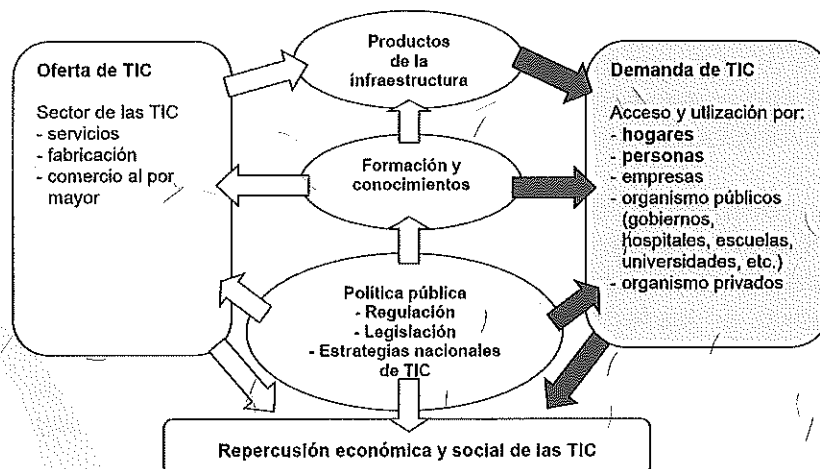 Productos
de la
infraestructura
Oferta de TIC
Sector de las TIC
- servicios
- fabricación
- comercio al por
mayor
Demanda de TIC
Acceso y utilización por:
- hogares
- personas
- empresas
- organismo públicos
(gobiernos,
hospitales, escuelas,
universidades, etc.)
- organismo privados
Formación y
conocimientos
Política pública
- Regulación
- Legislación
- Estrategias nacionales
de TIC
Repercusión económica y social de las TIC